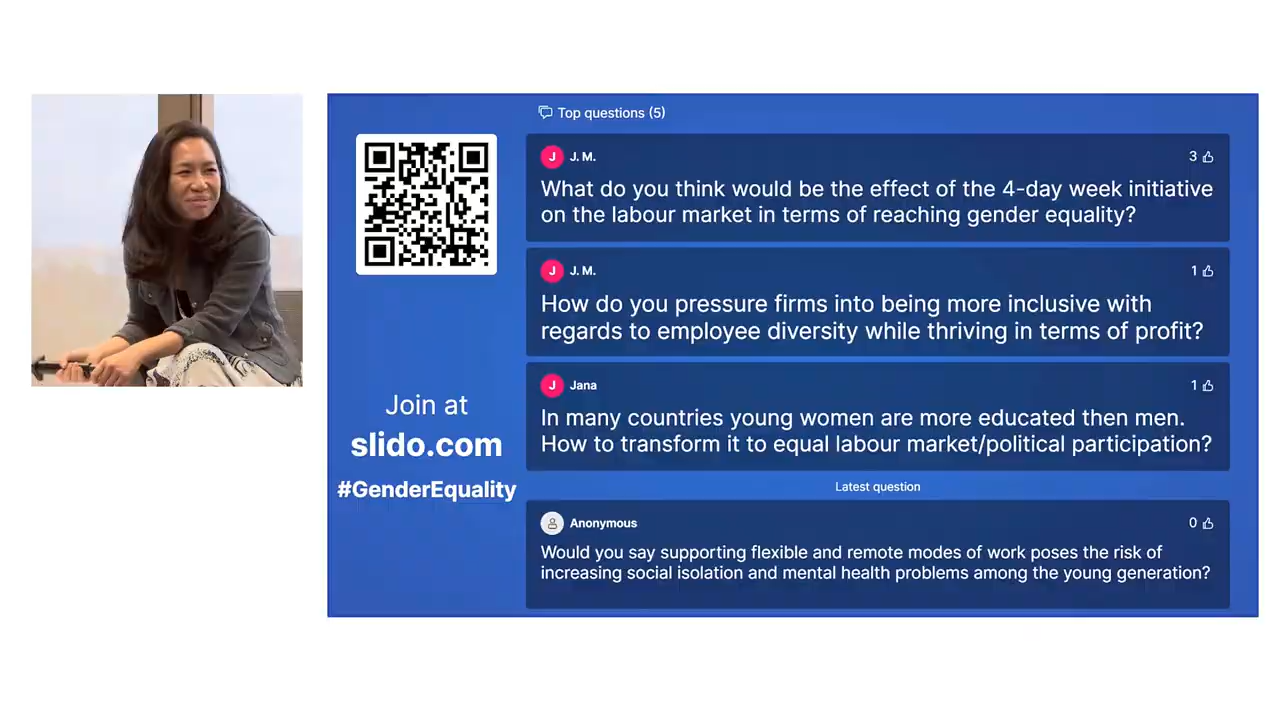 Top questions (5)
J J. M. 3
What do you think would be the effect of the 4-day week initiative
on the labour market in terms of reaching gender equality?
J J. M. 1
How do you pressure firms into being more inclusive with
regards to employee diversity while thriving in terms of profit?
J Jana 1
In many countries young women are more educated then men.
How to transform it to equal labour market/political participation?
Latest question
Anonymous 0
Would you say supporting flexible and remote modes of work poses the risk of
increasing social isolation and mental health problems among the young generation?
Join at
slido.com
#GenderEquality